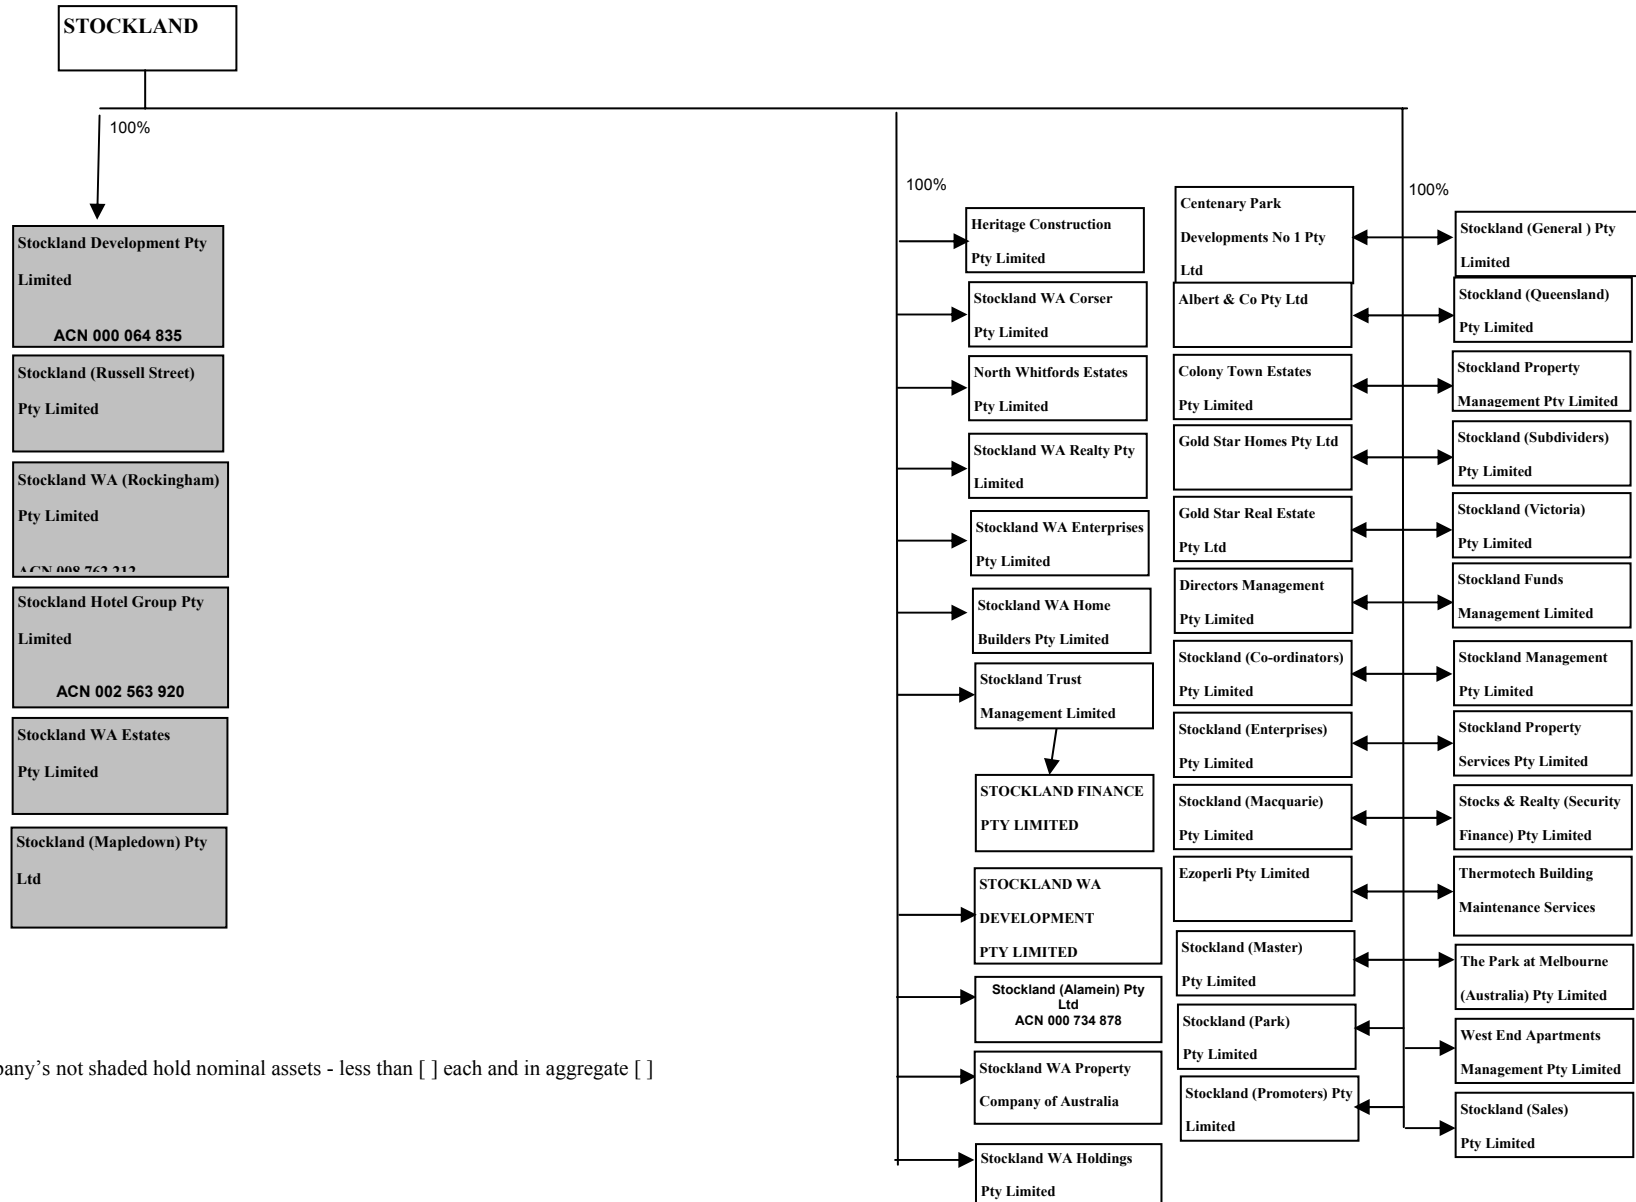 STOCKLAND
100%
Stockland Development Pty
Limited
ACN 000 064 835
Stockland (Russell Street)
Pty Limited
Stockland WA (Rockingham)
Pty Limited
ACN 008 762 212
Stockland Hotel Group Pty
Limited
ACN 002 563 920
Stockland WA Estates
Pty Limited
Stockland (Mapledown) Pty
Ltd
100%
Heritage Construction
Pty Limited
Stockland WA Corser
Pty Limited
North Whitfords Estates
Pty Limited
Stockland WA Realty Pty
Limited
Stockland WA Enterprises
Pty Limited
Stockland WA Home
Builders Pty Limited
Stockland Trust
Management Limited
STOCKLAND FINANCE
PTY LIMITED
STOCKLAND WA
DEVELOPMENT
PTY LIMITED
Stockland (Alamein) Pty
Ltd
ACN 000 734 878
Stockland WA Property
Company of Australia
Stockland WA Holdings
Pty Limited
Centenary Park
Developments No 1 Pty
Ltd
Albert & Co Pty Ltd
Colony Town Estates
Pty Limited
Gold Star Homes Pty Ltd
Gold Star Real Estate
Pty Ltd
Directors Management
Pty Limited
Stockland (Co-ordinators)
Pty Limited
Stockland (Enterprises)
Pty Limited
Stockland (Macquarie)
Pty Limited
Ezoperli Pty Limited
Stockland (Master)
Pty Limited
Stockland (Park)
Pty Limited
Stockland (Promoters) Pty
Limited
100%
Stockland (General ) Pty
Limited
Stockland (Queensland)
Pty Limited
Stockland Property
Management Pty Limited
Stockland (Subdividers)
Pty Limited
Stockland (Victoria)
Pty Limited
Stockland Funds
Management Limited
Stockland Management
Pty Limited
Stockland Property
Services Pty Limited
Stocks & Realty (Security
Finance) Pty Limited
Thermotech Building
Maintenance Services
The Park at Melbourne
(Australia) Pty Limited
West End Apartments
Management Pty Limited
Stockland (Sales)
Pty Limited
pany’s not shaded hold nominal assets - less than [ ] each and in aggregate [ ]